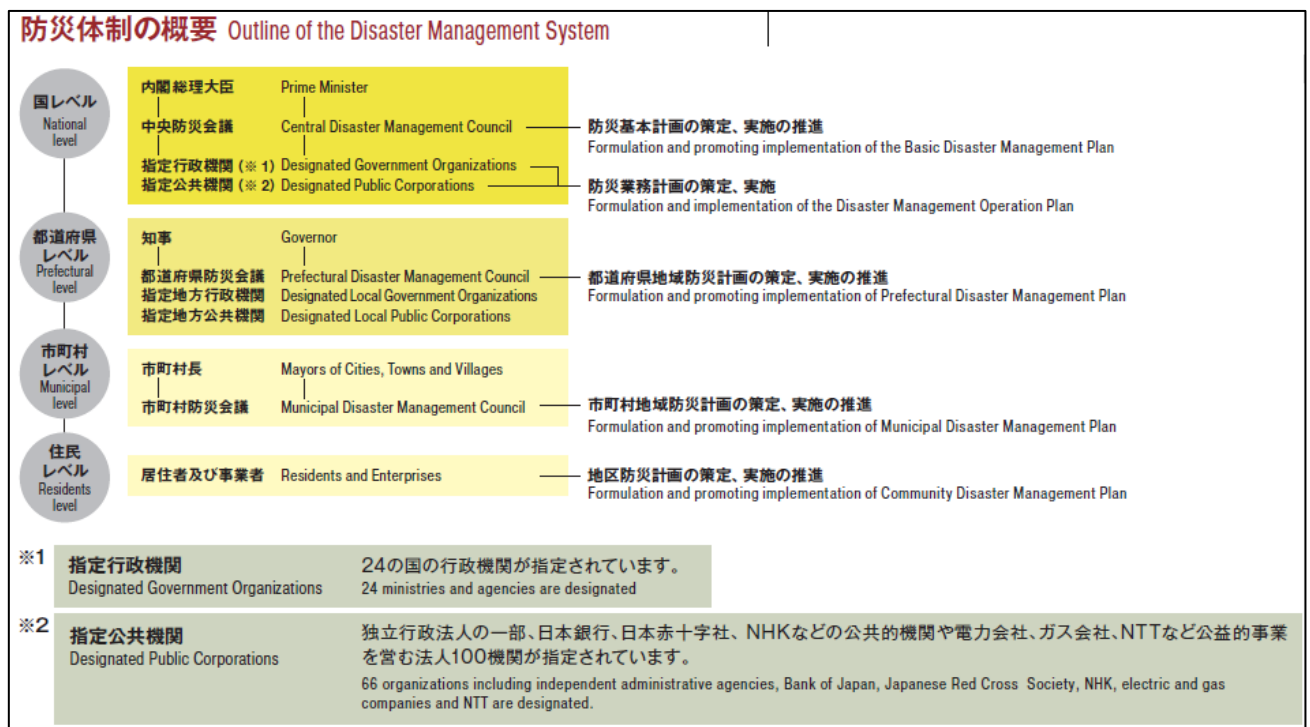 防災体制の概要 Outline of the Disaster Management System
国レベル
National
level
内閣総理大臣 Prime Minister
中央防災会議 Central Disaster Management Council
防災基本計画の策定、実施の推進
Formulation and promoting implementation of the Basic Disaster Management Plan
指定行政機関 (※1) Designated Government Organizations
指定公共機関 (※2) Designated Public Corporations
防災業務計画の策定、実施
Formulation and implementation of the Disaster Management Operation Plan
都道府県
レベル
Prefectural
level
知事 Governor
都道府県防災会議 Prefectural Disaster Management Council
都道府県地域防災計画の策定、実施の推進
Formulation and promoting implementation of Prefectural Disaster Management Plan
指定地方行政機関 Designated Local Government Organizations
指定地方公共機関 Designated Local Public Corporations
市町村
レベル
Municipal
level
市町村長 Mayors of Cities, Towns and Villages
市町村防災会議 Municipal Disaster Management Council
市町村地域防災計画の策定、実施の推進
Formulation and promoting implementation of Municipal Disaster Management Plan
住民
レベル
Residents
level
居住者及び事業者 Residents and Enterprises
地区防災計画の策定、実施の推進
Formulation and promoting implementation of Community Disaster Management Plan
※1
指定行政機関 24の国の行政機関が指定されています。
Designated Government Organizations 24 ministries and agencies are designated
※2
指定公共機関
Designated Public Corporations
独立行政法人の一部、日本銀行、日本赤十字社、NHKなどの公共的機関や電力会社、ガス会社、NTTなど公益的事業
を営む法人100機関が指定されています。
66 organizations including independent administrative agencies, Bank of Japan, Japanese Red Cross Society, NHK, electric and gas
companies and NTT are designated.